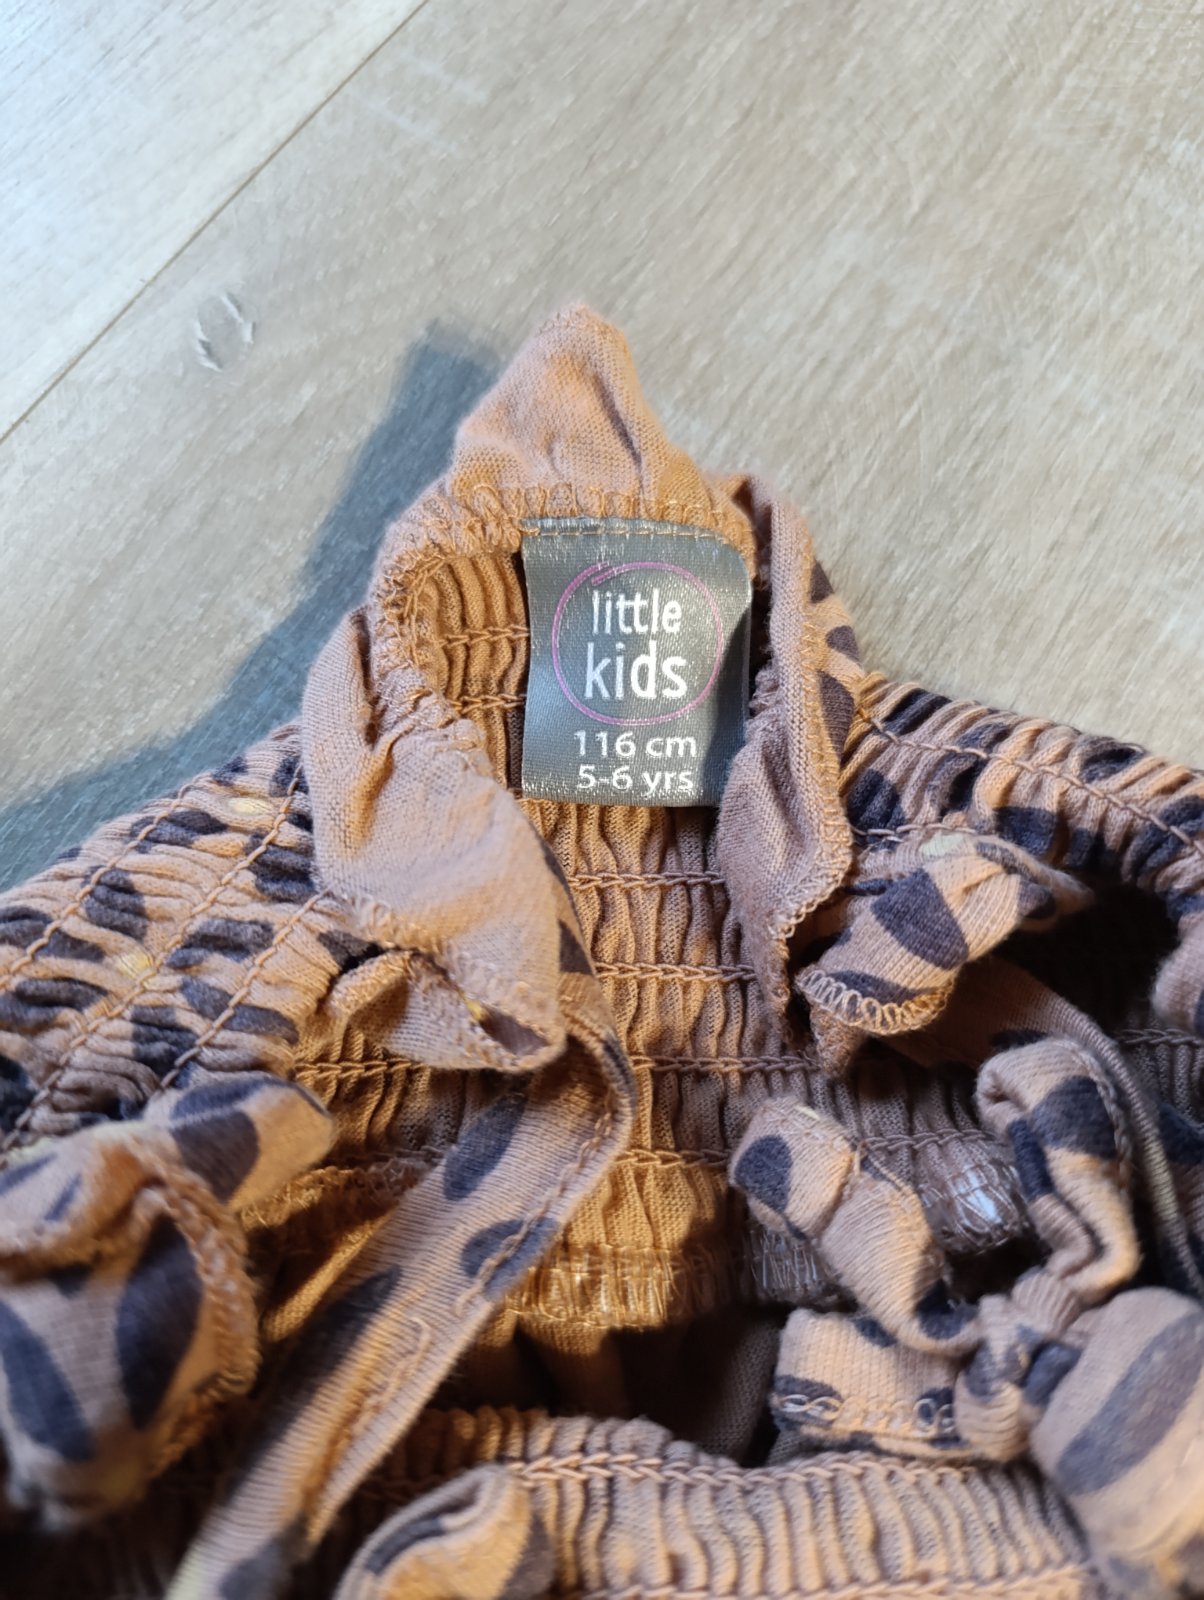 little
kids
116 cm
5-6 yrs